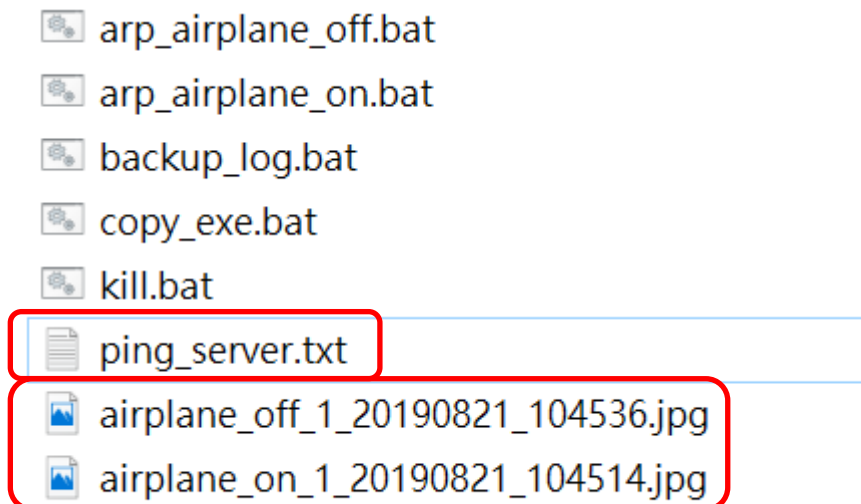 arp_airplane_off.bat
arp_airplane_on.bat
backup_log.bat
copy_exe.bat
kill.bat
ping_server.txt
airplane_off_1_20190821_104536.jpg
airplane_on_1_20190821_104514.jpg